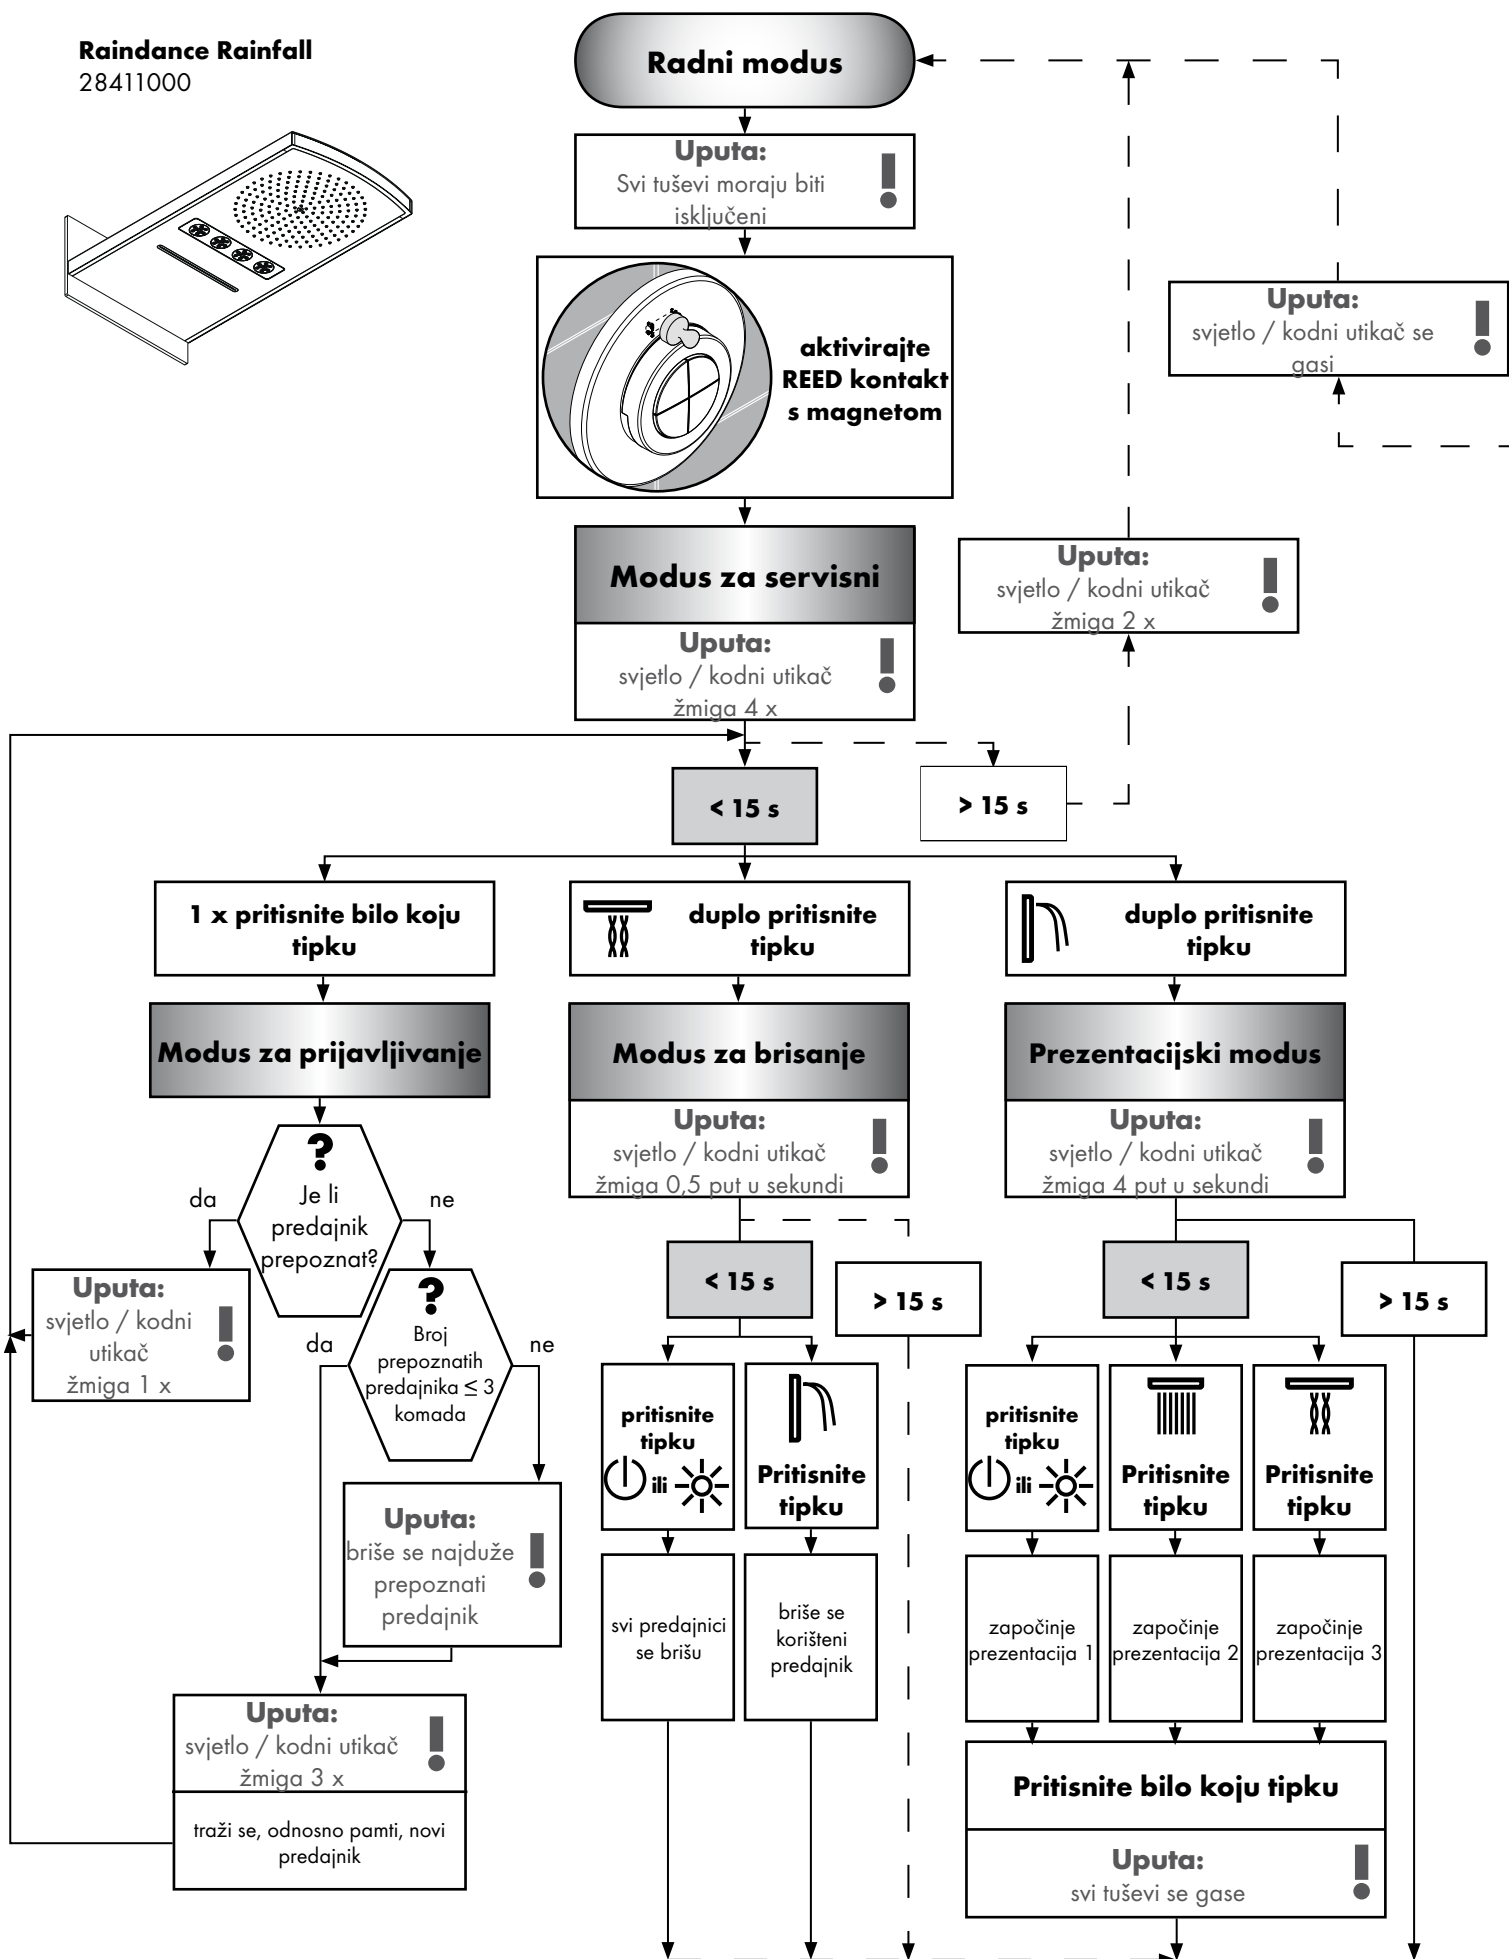 Raindance Rainfall
28411000
Radni modus
Uputa:
Svi tuševi moraju biti
isključeni
aktivirajte
REED kontakt
s magnetom
Uputa:
svjetlo / kodni utikač se
gasi
Modus za servisni
Uputa:
svjetlo / kodni utikač
žmiga 4 x
Uputa:
svjetlo / kodni utikač
žmiga 2 x
< 15 s
> 15 s
1 x pritisnite bilo koju
tipku
duplo pritisnite
tipku
duplo pritisnite
tipku
Modus za prijavljivanje
Modus za brisanje
Uputa:
svjetlo / kodni utikač
žmiga 0,5 put u sekundi
Prezentacijski modus
Uputa:
svjetlo / kodni utikač
žmiga 4 put u sekundi
?
Je li
predajnik
prepoznat?
da
ne
Uputa:
svjetlo / kodni
utikač
žmiga 1 x
?
Broj
prepoznatih
predajnika ≤ 3
komada
da
ne
Uputa:
briše se najduže
prepoznati
predajnik
Uputa:
svjetlo / kodni utikač
žmiga 3 x
traži se, odnosno pamti, novi
predajnik
< 15 s
> 15 s
pritisnite
tipku
ili
Pritisnite
tipku
svi predajnici
se brišu
briše se
korišteni
predajnik
< 15 s
> 15 s
pritisnite
tipku
ili
Pritisnite
tipku
Pritisnite
tipku
započinje
prezentacija 1
započinje
prezentacija 2
započinje
prezentacija 3
Pritisnite bilo koju tipku
Uputa:
svi tuševi se gase